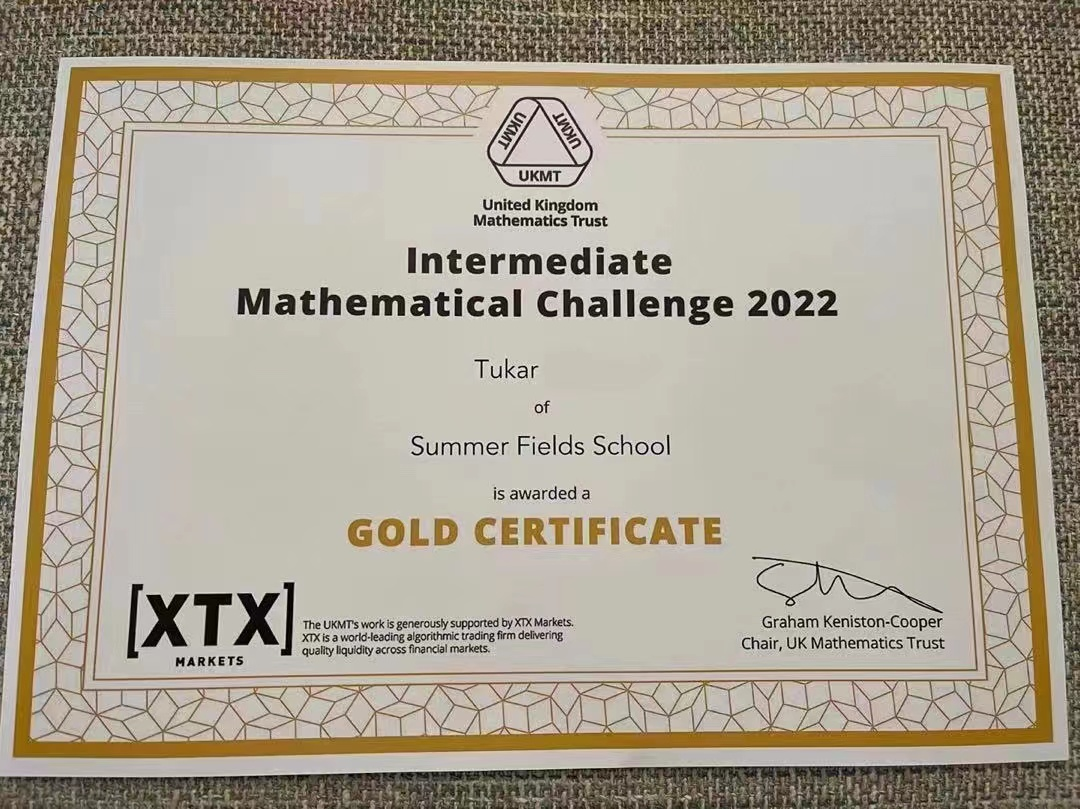 UKMT
UKMT
UKMT
United Kingdom
Mathematics Trust
Intermediate
Mathematical Challenge 2022
Tukar
of
Summer Fields School
is awarded a
GOLD CERTIFICATE
[XTX]
MARKETS
The UKMT's work is generously supported by XTX Markets.
XTX is a world-leading algorithmic trading firm delivering
quality liquidity across financial markets.
Graham Keniston-Cooper
Chair, UK Mathematics Trust